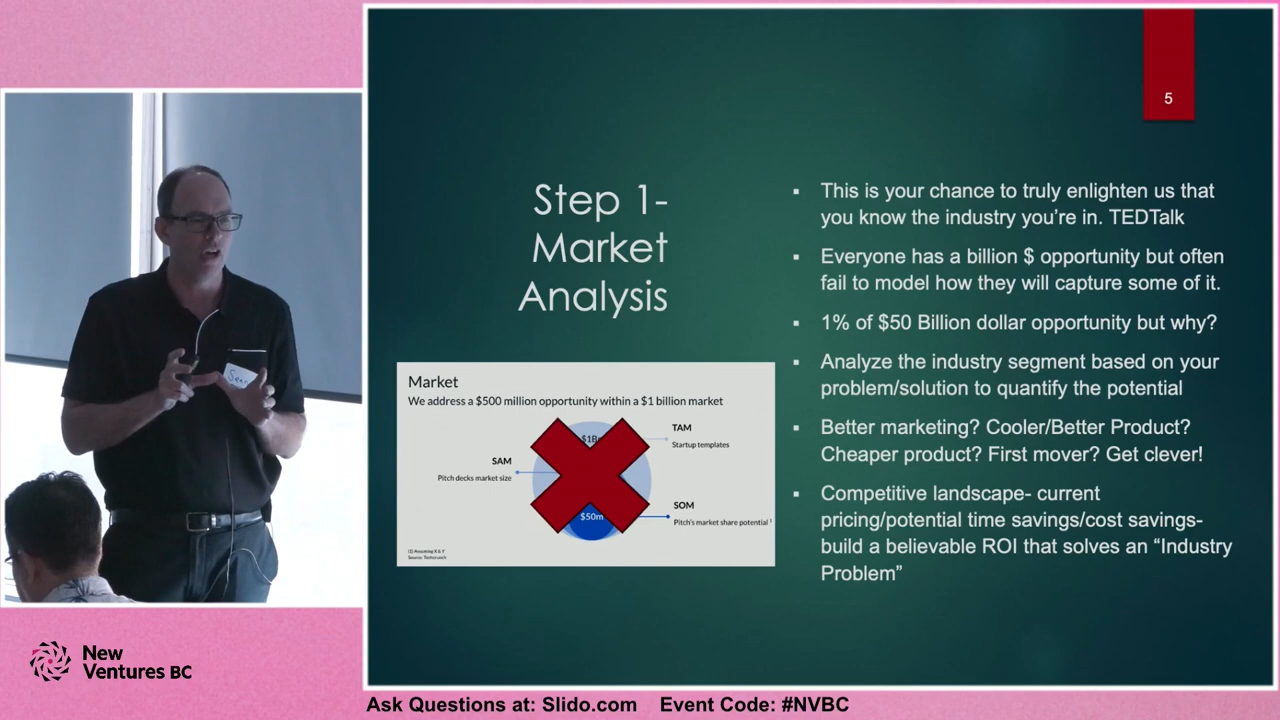 5
Step 1-
Market
Analysis
This is your chance to truly enlighten us that
you know the industry you're in. TEDTalk
Everyone has a billion $ opportunity but often
fail to model how they will capture some of it.
1% of $50 Billion dollar opportunity but why?
Analyze the industry segment based on your
problem/solution to quantify the potential
Better marketing? Cooler/Better Product?
Cheaper product? First mover? Get clever!
Competitive landscape- current
pricing/potential time savings/cost savings-
build a believable ROI that solves an “Industry
Problem”
Market
We address a $500 million opportunity within a $1 billion market
TAM
Startup templates
SAM
Pitch decks market size
SOM
Pitch's market share potential ¹
$50m
(1) Assuming X & Y
Sean
New
Ventures BC
Ask Questions at: Slido.com Event Code: #NVBC